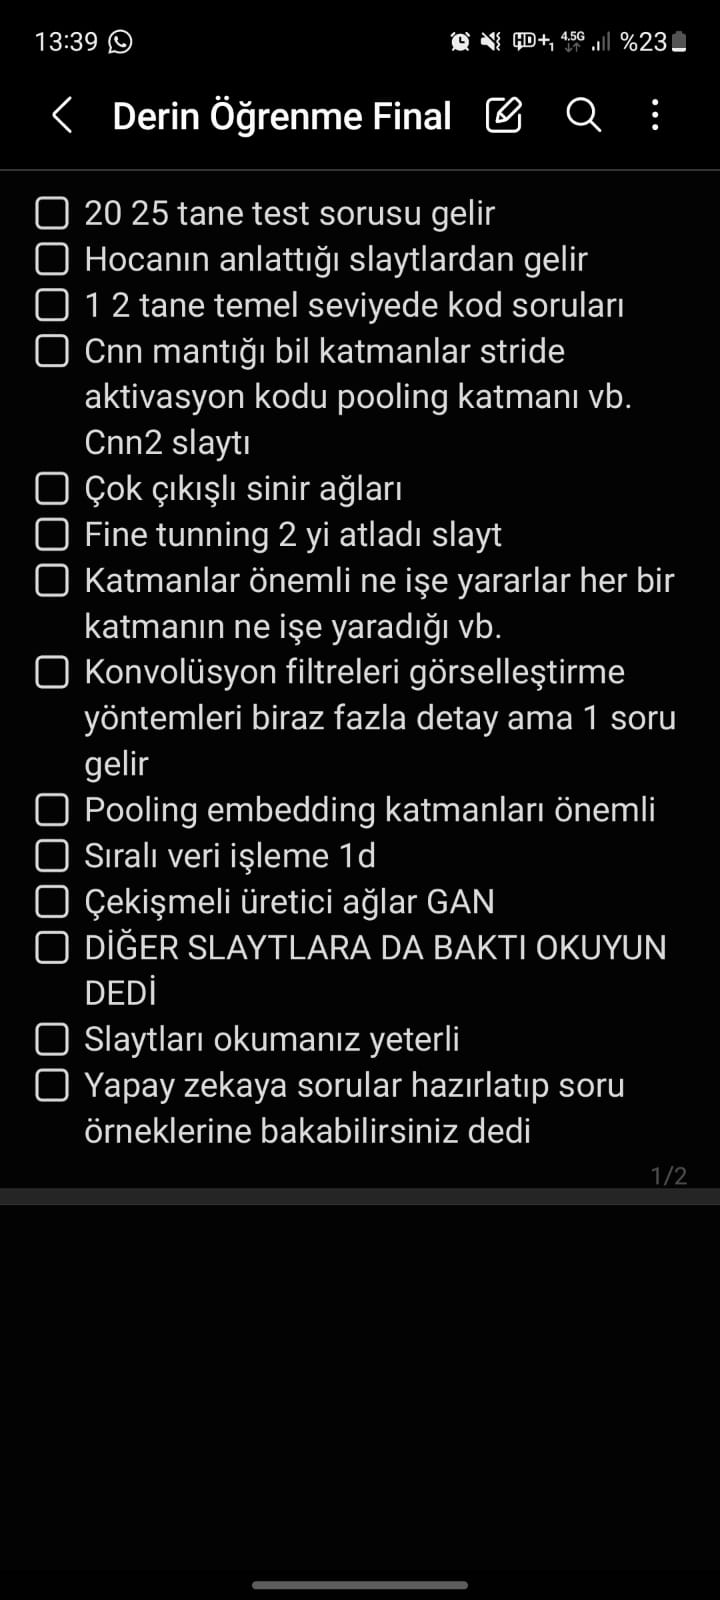 13:39
HD+1 4.5G %23
Derin Öğrenme Final
20 25 tane test sorusu gelir
Hocanın anlattığı slaytlardan gelir
1 2 tane temel seviyede kod soruları
Cnn mantığı bil katmanlar stride
aktivasyon kodu pooling katmanı vb.
Cnn2 slaytı
Çok çıkışlı sinir ağları
Fine tunning 2 yi atladı slayt
Katmanlar önemli ne işe yararlar her bir
katmanın ne işe yaradığı vb.
Konvolüsyon filtreleri görselleştirme
yöntemleri biraz fazla detay ama 1 soru
gelir
Pooling embedding katmanları önemli
Sıralı veri işleme 1d
Çekişmeli üretici ağlar GAN
DİĞER SLAYTLARA DA BAKTI OKUYUN
DEDİ
Slaytları okumanız yeterli
Yapay zekaya sorular hazırlatıp soru
örneklerine bakabilirsiniz dedi
1/2